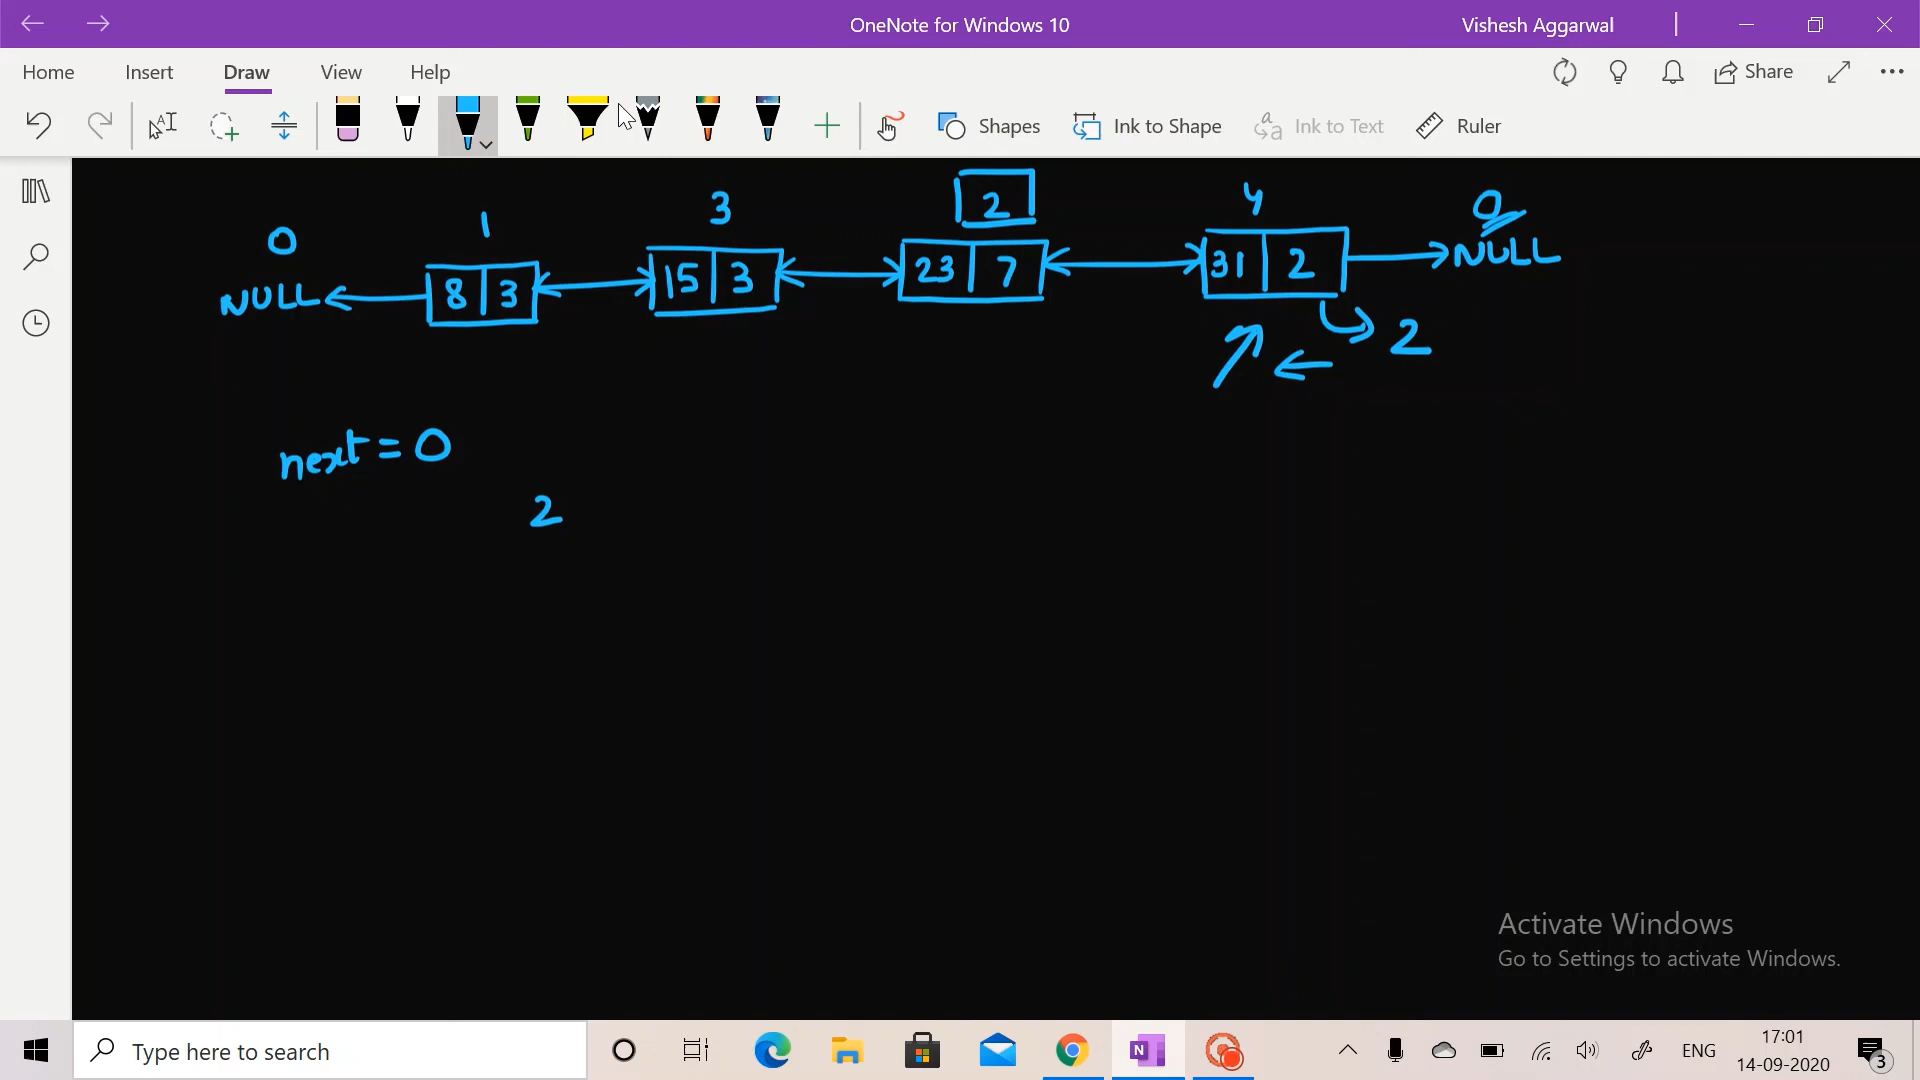 OneNote for Windows 10
Vishesh Aggarwal
Home Insert Draw View Help
Share
Shapes Ink to Shape Ink to Text Ruler
0 1 3 2 4 0
NULL 8 3 15 3 23 7 31 2 NULL
2
next = 0
2
Activate Windows
Go to Settings to activate Windows.
Type here to search
ENG
17:01
14-09-2020
3